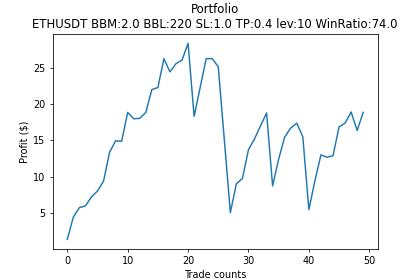 Portfolio
ETHUSDT BBM:2.0 BBL:220 SL:1.0 TP:0.4 lev:10 WinRatio:74.0
25
20
15
10
5
Profit ($)
0 10 20 30 40 50
Trade counts